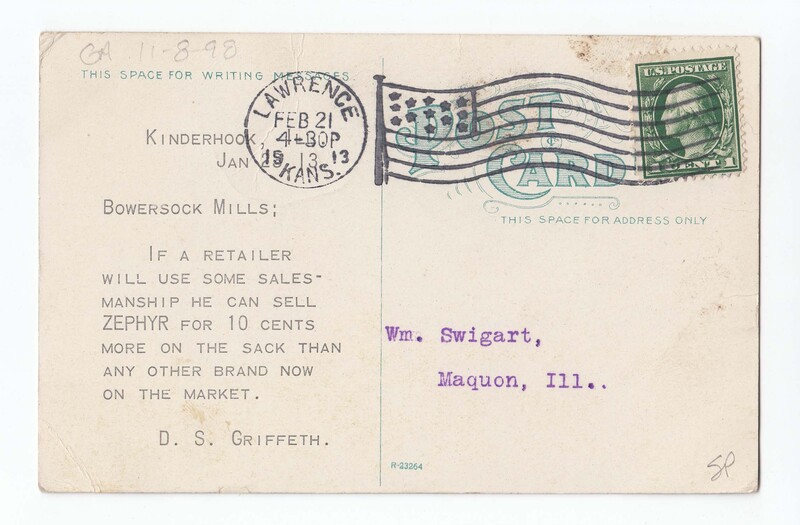 GA 11-8-98
THIS SPACE FOR WRITING MESSAGES.
LAWRENCE
FEB 21
4-30P
1913
KANS.
U.S. POSTAGE
1 CENT 1
POST CARD
THIS SPACE FOR ADDRESS ONLY
KINDERHOOK,
JAN 13
BOWERSOCK MILLS;
IF A RETAILER
WILL USE SOME SALES-
MANSHIP HE CAN SELL
ZEPHYR FOR 10 CENTS
MORE ON THE SACK THAN
ANY OTHER BRAND NOW
ON THE MARKET.
D. S. GRIFFETH.
Wm. Swigart,
Maquon, Ill..
R-23264
SP